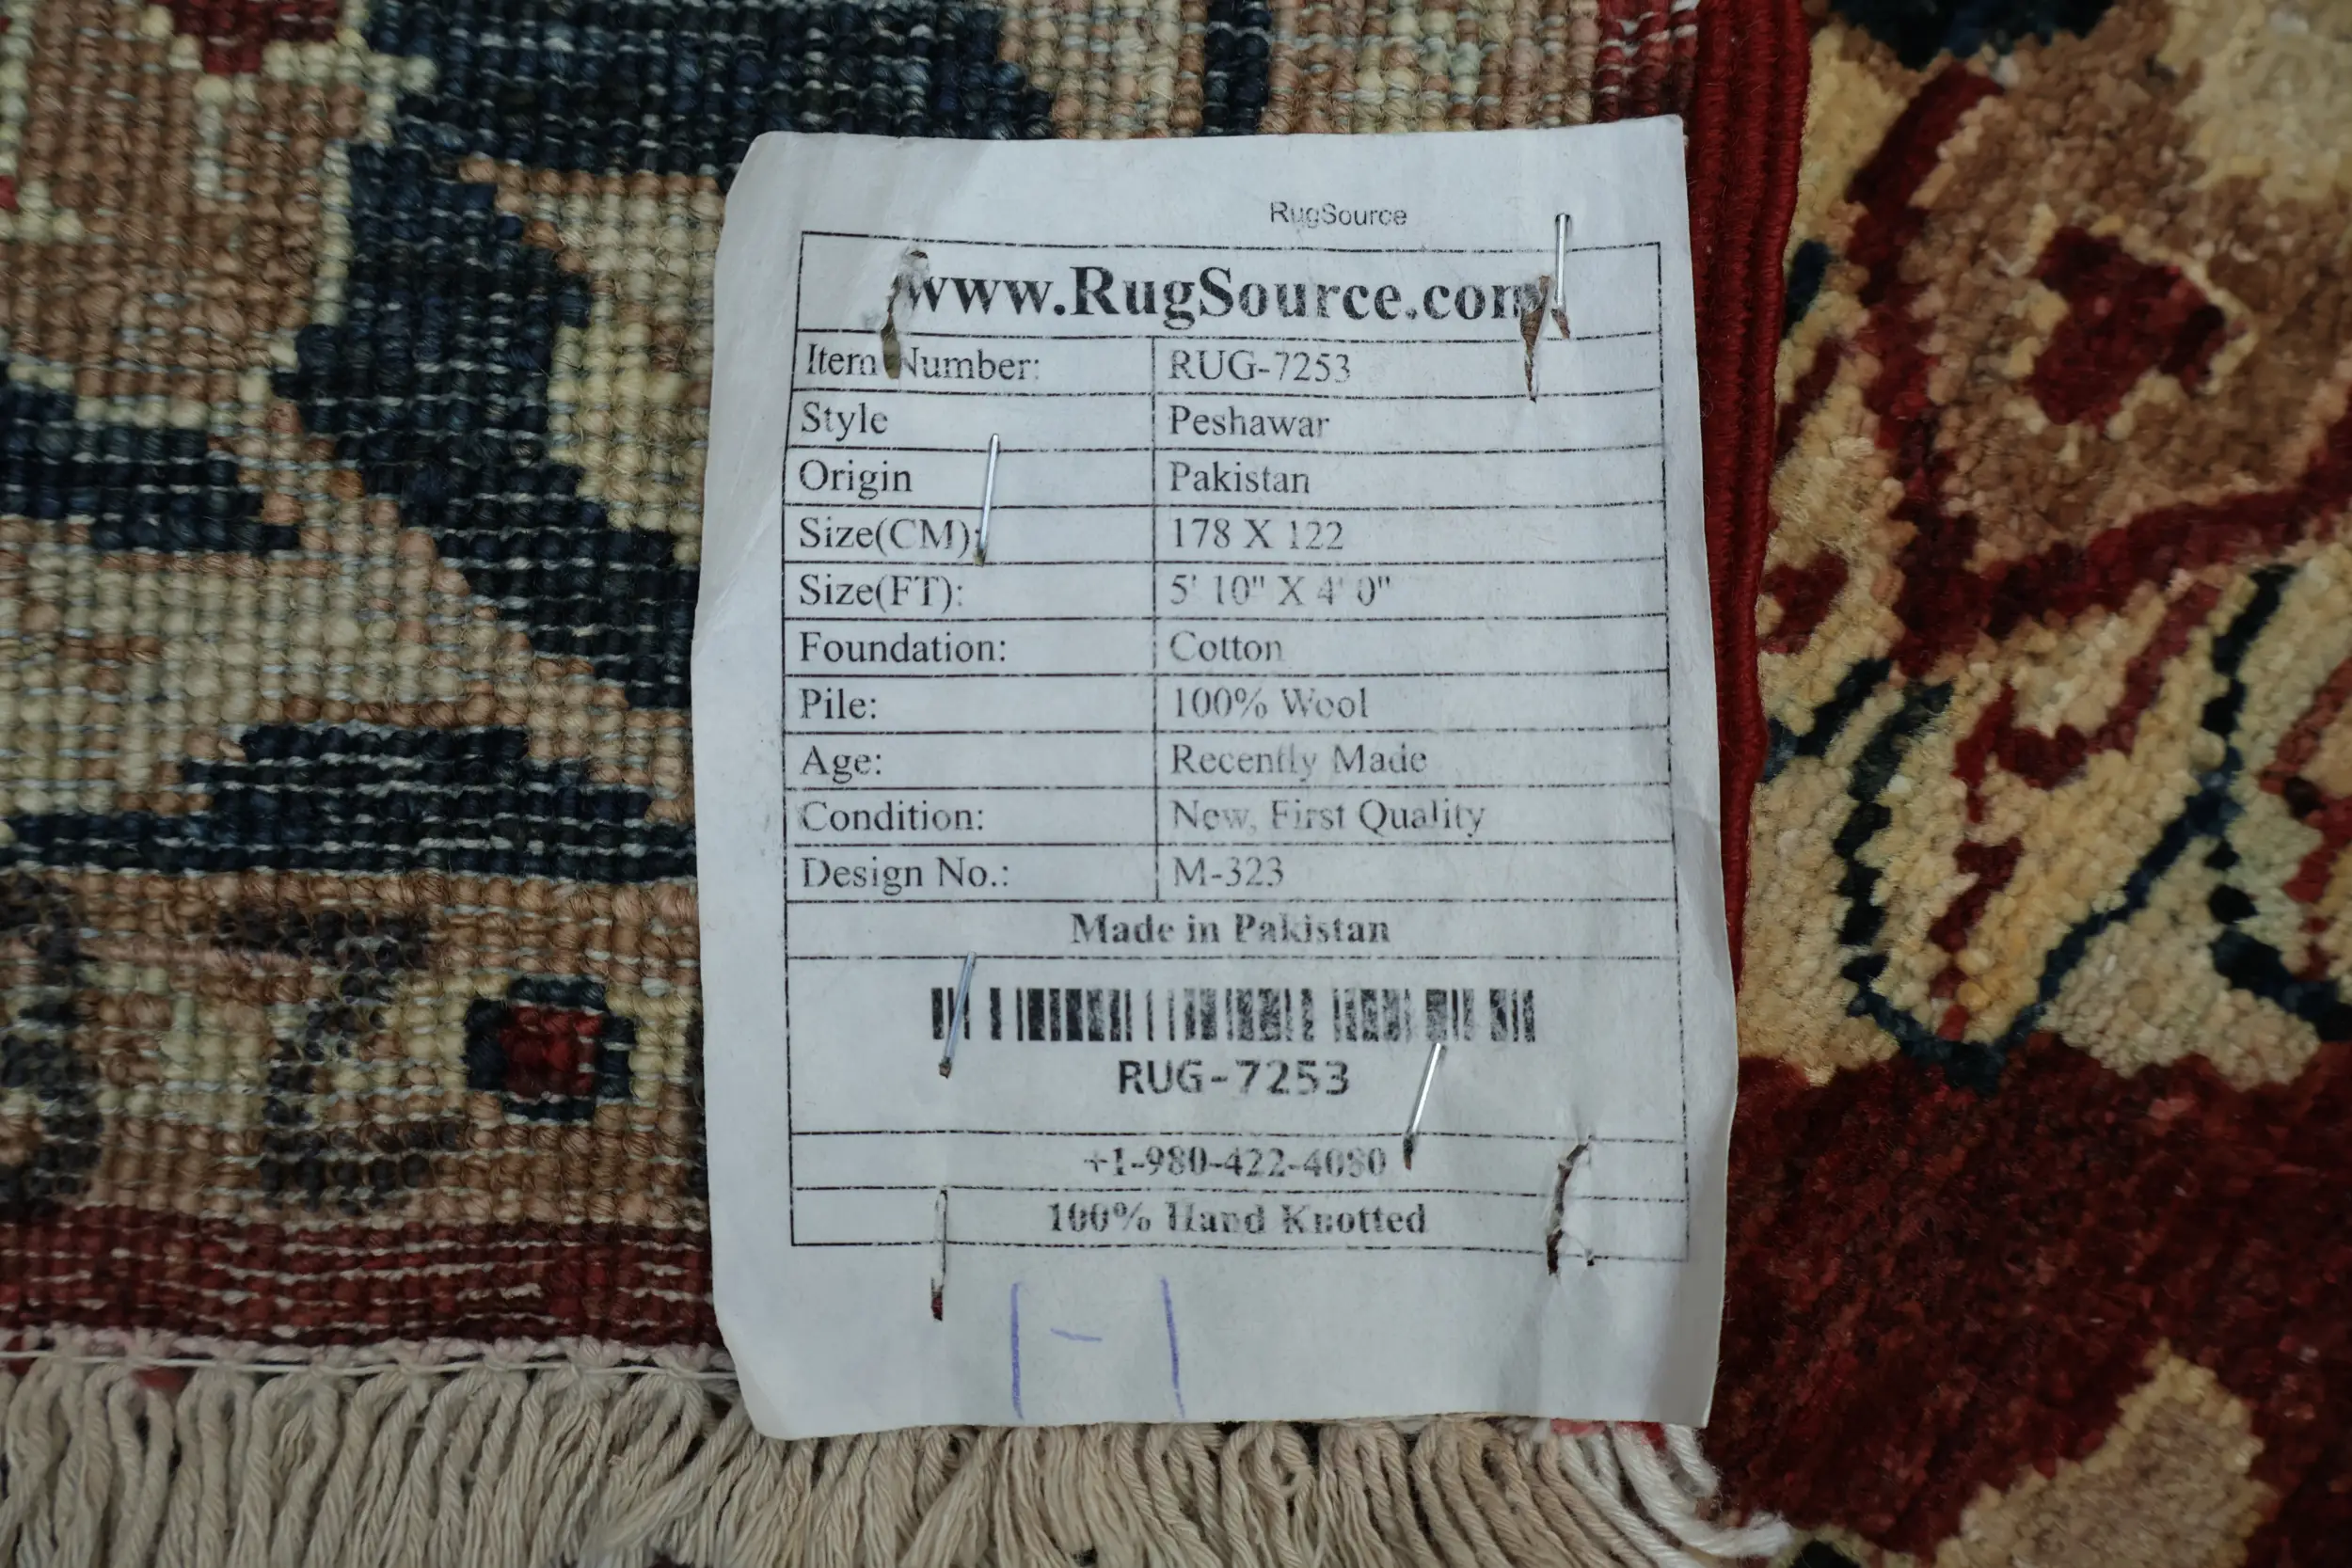 RugSource
www.RugSource.com
Item Number: RUG-7253
Style Peshawar
Origin Pakistan
Size(CM): 178 X 122
Size(FT): 5' 10" X 4' 0"
Foundation: Cotton
Pile: 100% Wool
Age: Recently Made
Condition: New, First Quality
Design No.: M-323
Made in Pakistan
RUG-7253
+1-980-422-4080
100% Hand Knotted
1-1